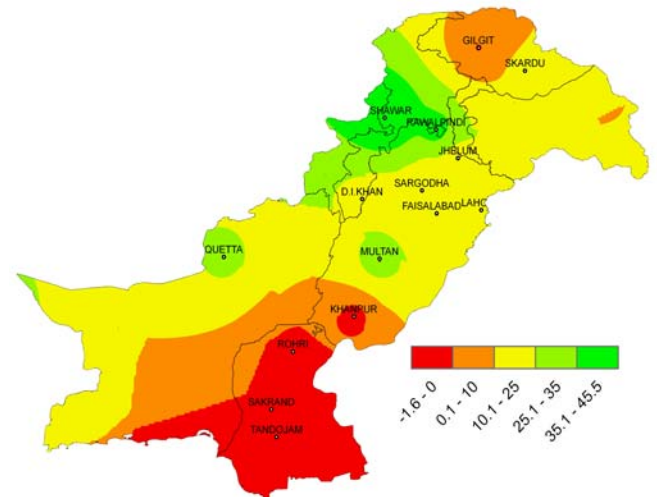 GILGIT
SKARDU
SHAWAR
RAWALPINDI
JHELUM
SARGODHA
D.I.KHAN
FAISALABAD
LAHC
QUETTA
MULTAN
KHANPUR
ROHRI
SAKRAND
TANDOJAM
-1.6 - 0
0.1 - 10
10.1 - 25
25.1 - 35
35.1 - 45.5